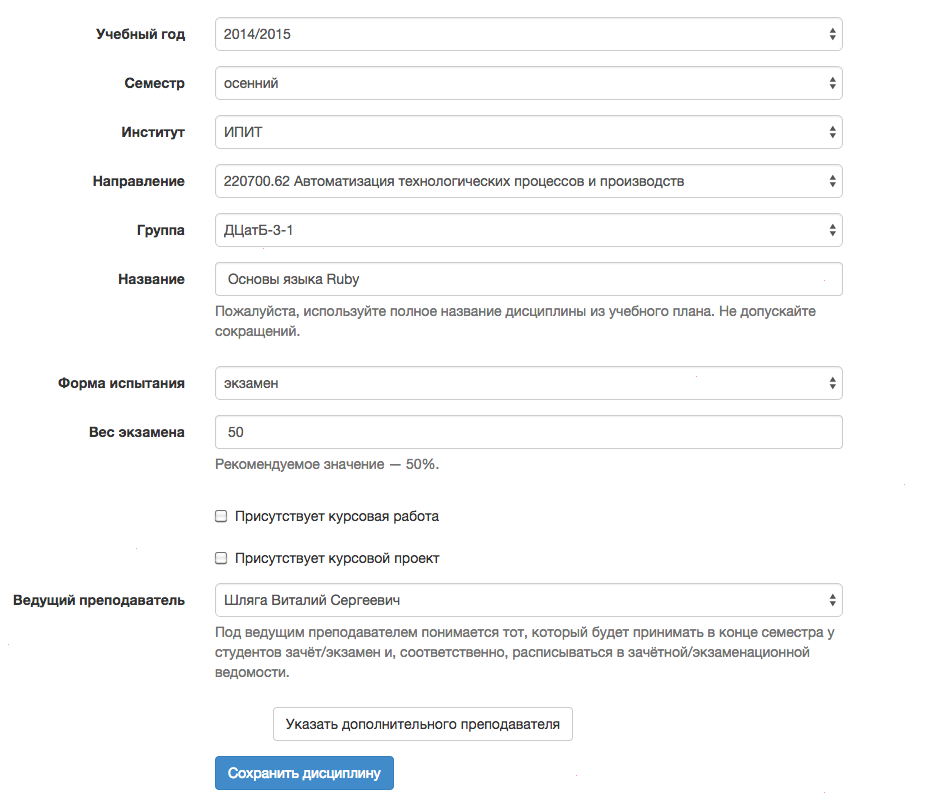 Учебный год 2014/2015
Семестр осенний
Институт ИПИТ
Направление 220700.62 Автоматизация технологических процессов и производств
Группа ДЦатБ-3-1
Название Основы языка Ruby
Пожалуйста, используйте полное название дисциплины из учебного плана. Не допускайте
сокращений.
Форма испытания экзамен
Вес экзамена 50
Рекомендуемое значение — 50%.
Присутствует курсовая работа
Присутствует курсовой проект
Ведущий преподаватель Шляга Виталий Сергеевич
Под ведущим преподавателем понимается тот, который будет принимать в конце семестра у
студентов зачёт/экзамен и, соответственно, расписываться в зачётной/экзаменационной
ведомости.
Указать дополнительного преподавателя
Сохранить дисциплину